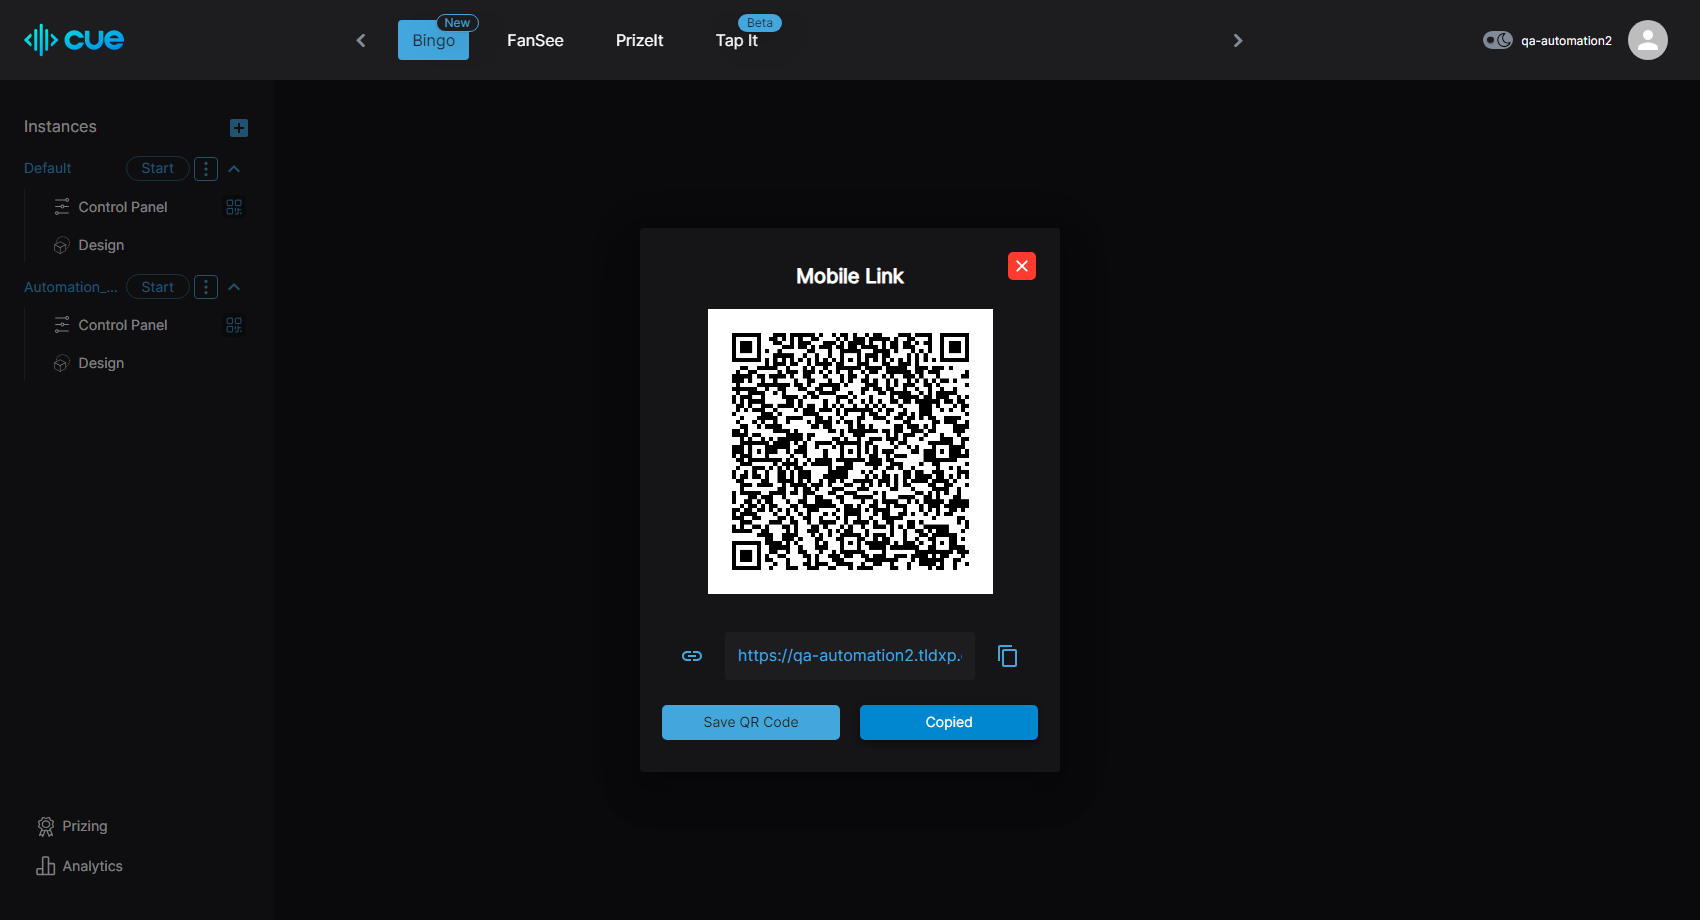 cue
Bingo
New
FanSee
PrizeIt
Tap It
Beta
qa-automation2
Instances
Default
Start
Control Panel
Design
Automation_...
Start
Control Panel
Design
Mobile Link
https://qa-automation2.tldxp.
Save QR Code
Copied
Prizing
Analytics